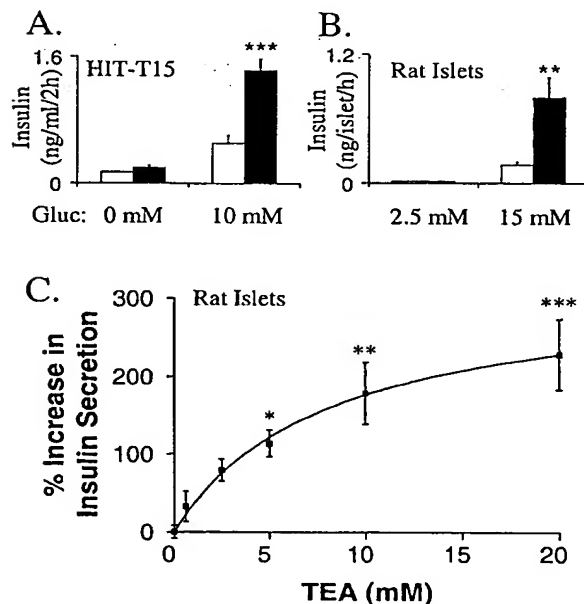 A.
1.6
HIT-T15
***
Insulin
(ng/ml/2h)
0
Gluc: 0 mM 10 mM
B.
1.2
Rat Islets
**
Insulin
(ng/islet/h)
0
2.5 mM 15 mM
C.
300
Rat Islets
***
**
200
*
100
0
% Increase in
Insulin Secretion
0 5 10 15 20
TEA (mM)